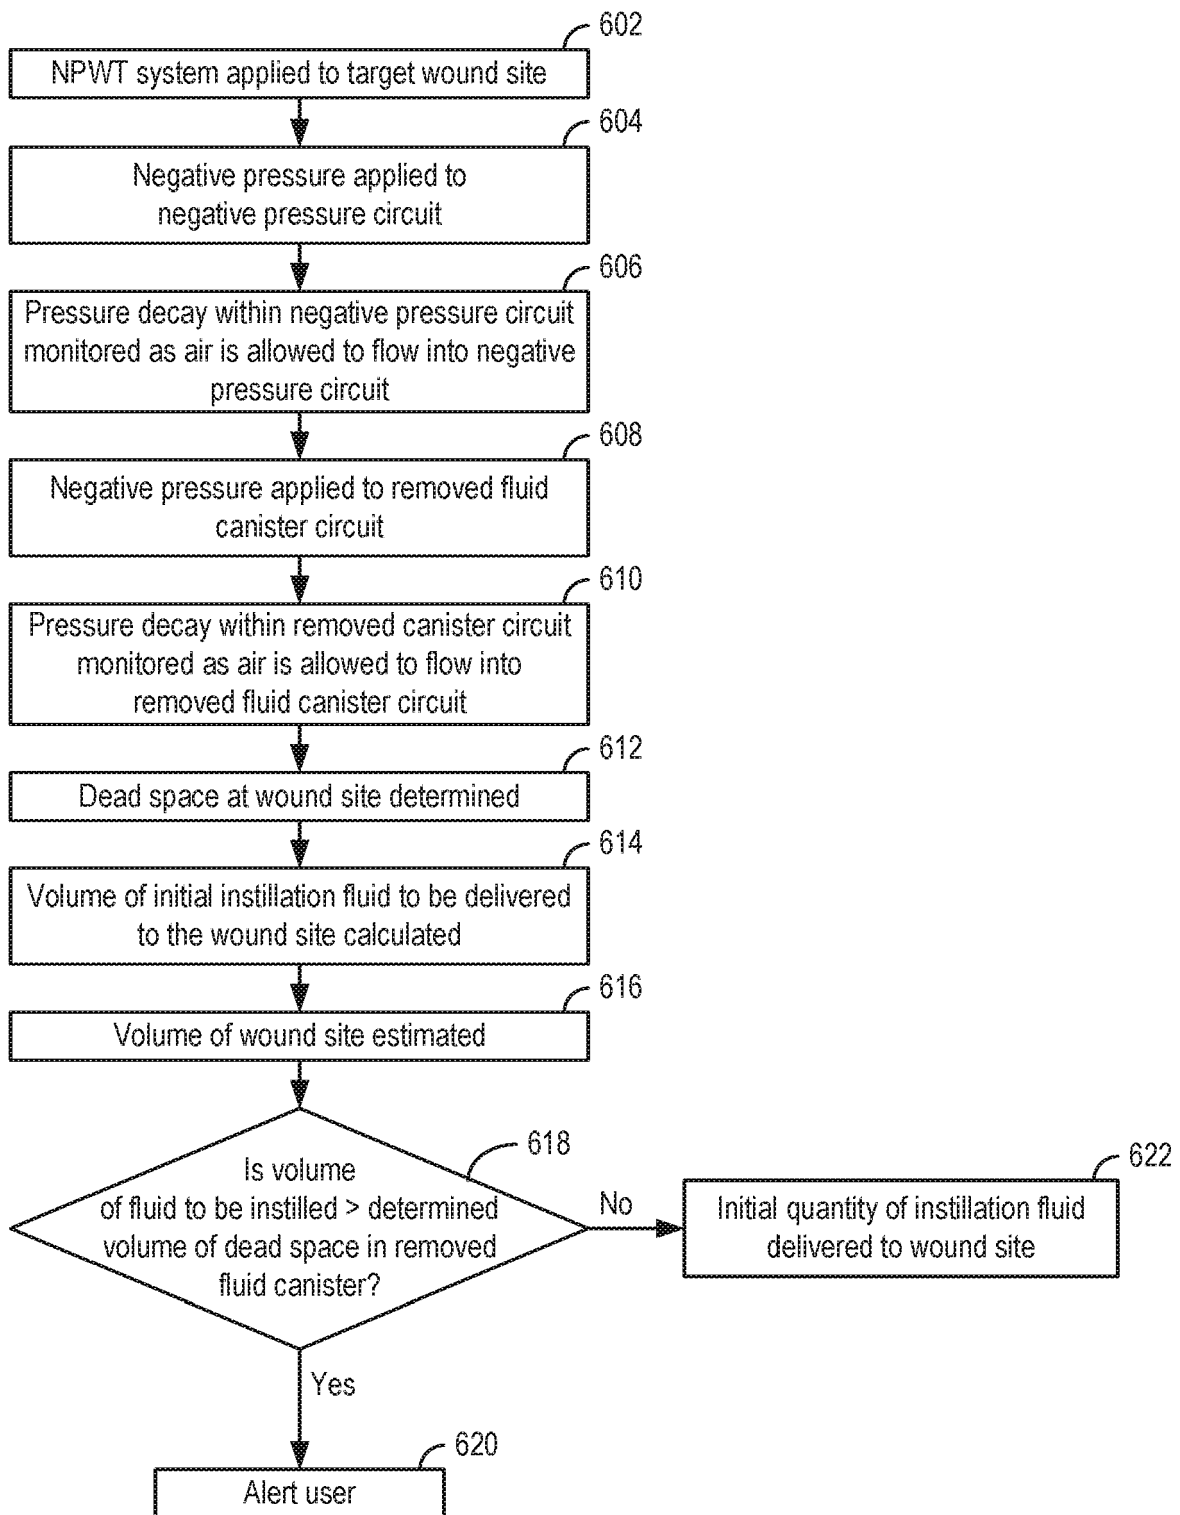 602
NPWT system applied to target wound site
604
Negative pressure applied to
negative pressure circuit
606
Pressure decay within negative pressure circuit
monitored as air is allowed to flow into negative
pressure circuit
608
Negative pressure applied to removed fluid
canister circuit
610
Pressure decay within removed canister circuit
monitored as air is allowed to flow into
removed fluid canister circuit
612
Dead space at wound site determined
614
Volume of initial instillation fluid to be delivered
to the wound site calculated
616
Volume of wound site estimated
618
Is volume
of fluid to be instilled > determined
volume of dead space in removed
fluid canister?
No
622
Initial quantity of instillation fluid
delivered to wound site
Yes
620
Alert user